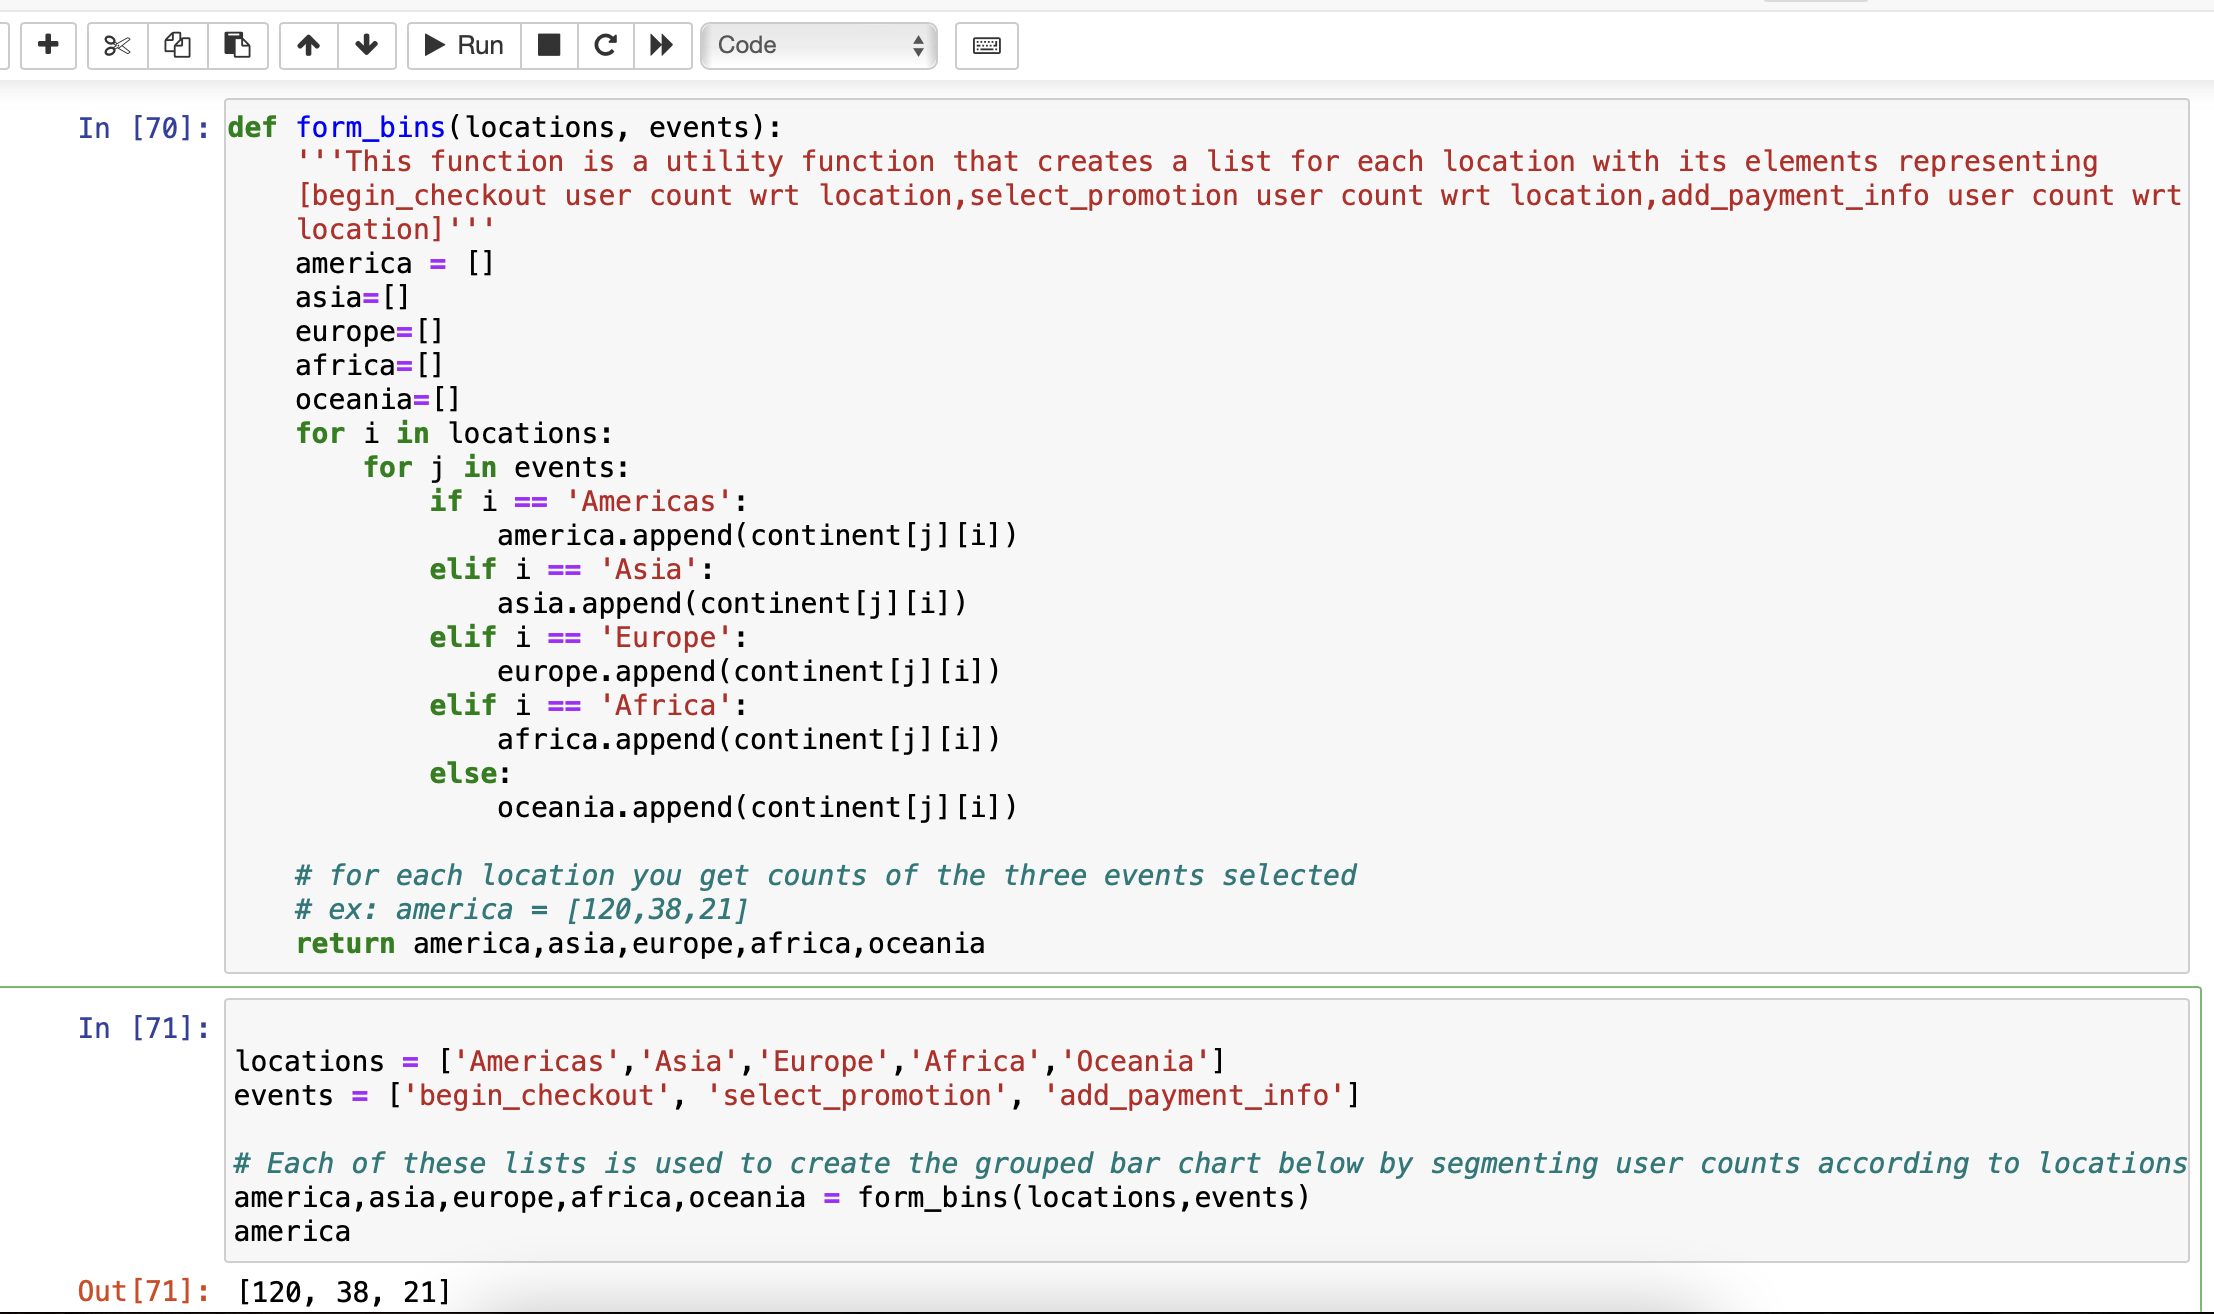 Run Code
In [70]: def form_bins(locations, events):
'''This function is a utility function that creates a list for each location with its elements representing
[begin_checkout user count wrt location,select_promotion user count wrt location,add_payment_info user count wrt
location]'''
america = []
asia=[]
europe=[]
africa=[]
oceania=[]
for i in locations:
for j in events:
if i == 'Americas':
america.append(continent[j][i])
elif i == 'Asia':
asia.append(continent[j][i])
elif i == 'Europe':
europe.append(continent[j][i])
elif i == 'Africa':
africa.append(continent[j][i])
else:
oceania.append(continent[j][i])
# for each location you get counts of the three events selected
# ex: america = [120,38,21]
return america,asia,europe,africa,oceania
In [71]:
locations = ['Americas','Asia','Europe','Africa','Oceania']
events = ['begin_checkout', 'select_promotion', 'add_payment_info']
# Each of these lists is used to create the grouped bar chart below by segmenting user counts according to locations
america,asia,europe,africa,oceania = form_bins(locations,events)
america
Out[71]: [120, 38, 21]